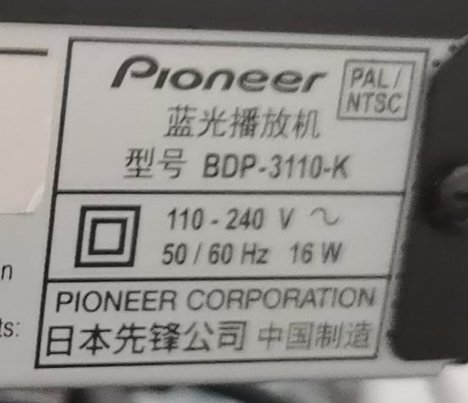 Pioneer
PAL/
NTSC
蓝光播放机
型号 BDP-3110-K
110-240 V ～
50/60 Hz 16 W
PIONEER CORPORATION
日本先锋公司 中国制造
n
ts: